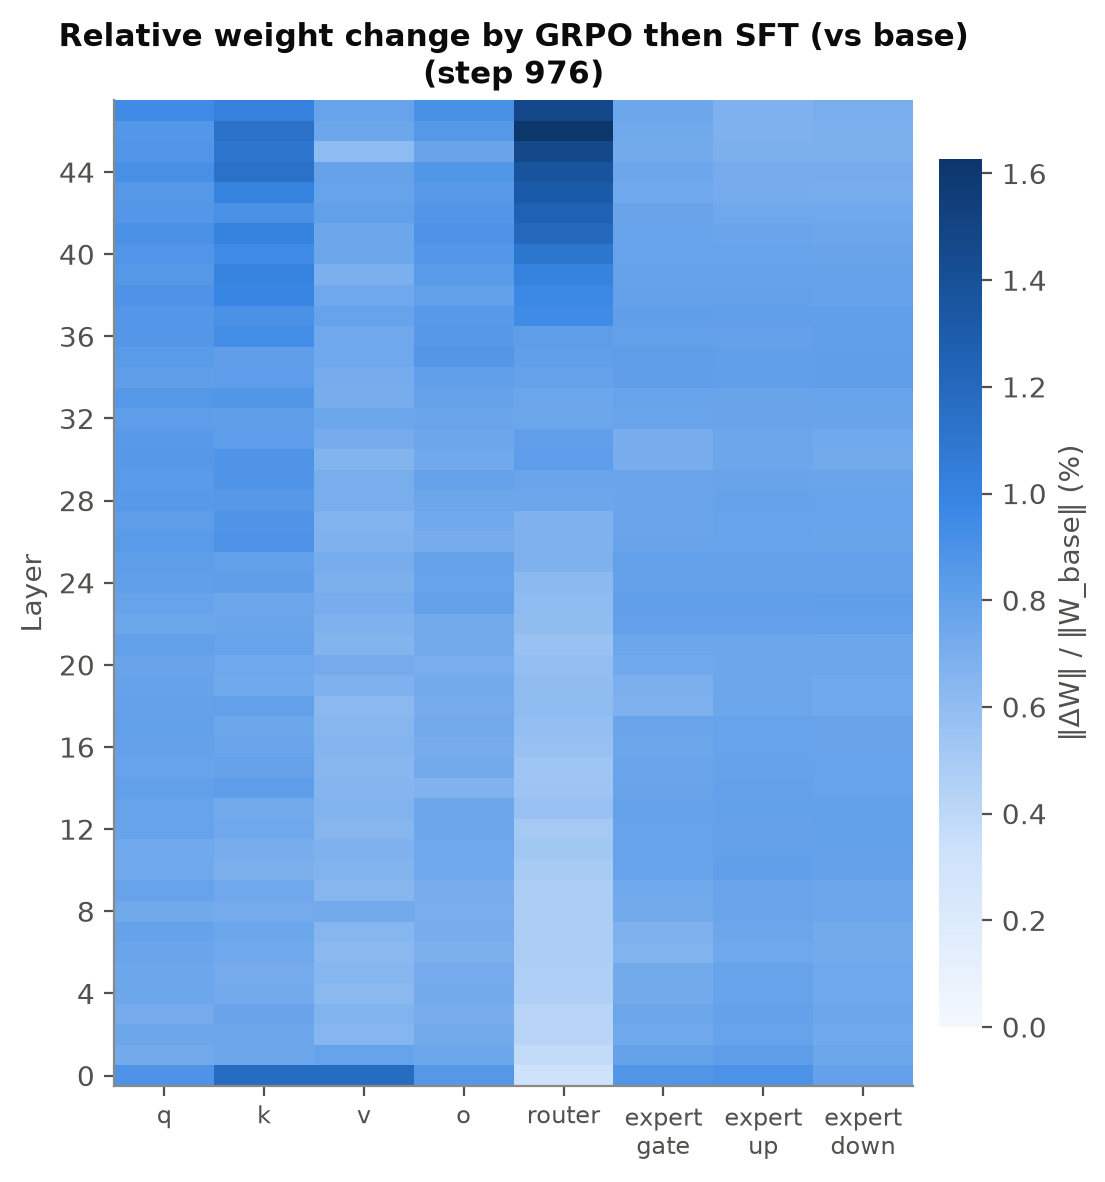 Relative weight change by GRPO then SFT (vs base)
(step 976)
44
40
36
32
28
24
20
16
12
8
4
0
Layer
q
k
v
o
router
expert
gate
expert
up
expert
down
1.6
1.4
1.2
1.0
0.8
0.6
0.4
0.2
0.0
‖ΔW‖ / ‖W_base‖ (%)